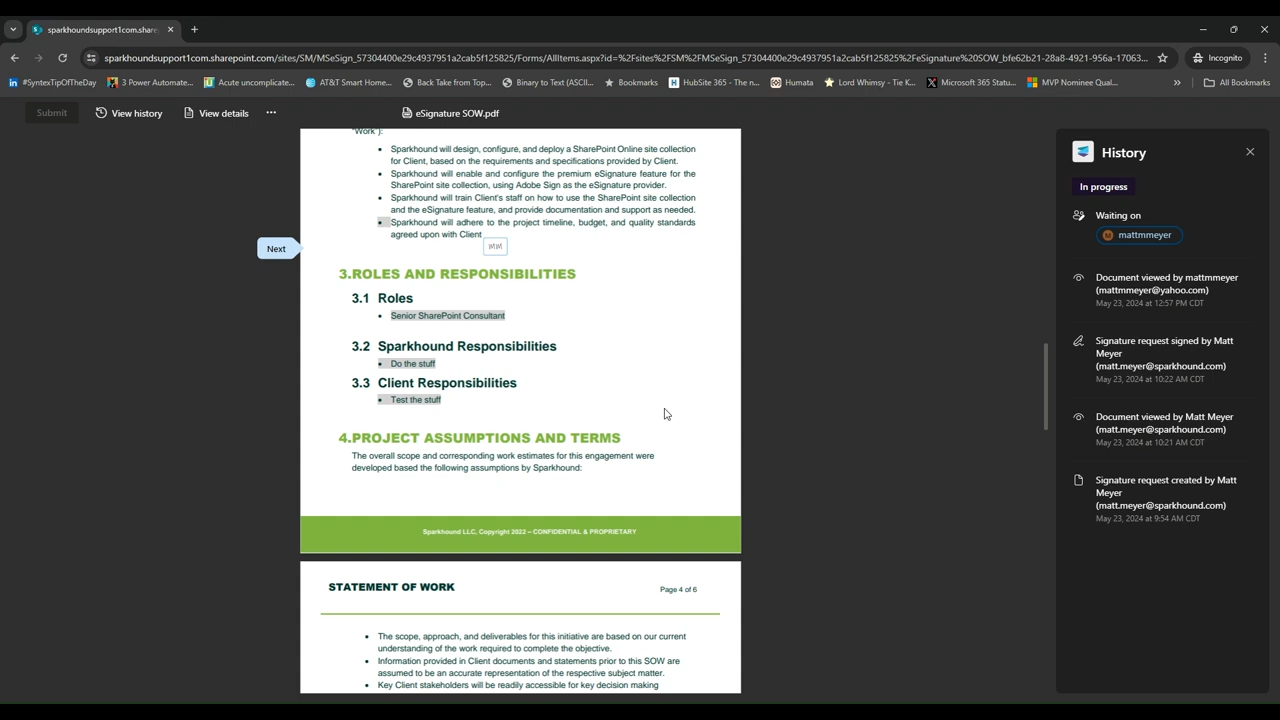 sparkhoundsupport1com.share
sparkhoundsupport1com.sharepoint.com/sites/SM/MSeSign_57304400e29c4937951a2cab5f125825/Forms/AllItems.aspx?id=%2Fsites%2FSM%2FMSeSign_57304400e29c4937951a2cab5f125825%2FeSignature%20SOW_bfe62b21-28a8-4921-956a-17063...
Incognito
#SyntexTipOfTheDay
3 Power Automate...
Acute uncomplicate...
AT&T Smart Home...
Back Take from Top...
Binary to Text (ASCII...
Bookmarks
HubSite 365 - The n...
Humata
Lord Whimsy - Tie K...
Microsoft 365 Statu...
MVP Nominee Qual...
»
All Bookmarks
Submit
View history
View details
...
eSignature SOW.pdf
"Work"):
• Sparkhound will design, configure, and deploy a SharePoint Online site collection
for Client, based on the requirements and specifications provided by Client.
• Sparkhound will enable and configure the premium eSignature feature for the
SharePoint site collection, using Adobe Sign as the eSignature provider.
• Sparkhound will train Client's staff on how to use the SharePoint site collection
and the eSignature feature, and provide documentation and support as needed.
• Sparkhound will adhere to the project timeline, budget, and quality standards
agreed upon with Client
MM
Next
3.ROLES AND RESPONSIBILITIES
3.1 Roles
• Senior SharePoint Consultant
3.2 Sparkhound Responsibilities
• Do the stuff
3.3 Client Responsibilities
• Test the stuff
4.PROJECT ASSUMPTIONS AND TERMS
The overall scope and corresponding work estimates for this engagement were
developed based the following assumptions by Sparkhound:
Sparkhound LLC, Copyright 2022 – CONFIDENTIAL & PROPRIETARY
STATEMENT OF WORK
Page 4 of 6
• The scope, approach, and deliverables for this initiative are based on our current
understanding of the work required to complete the objective.
• Information provided in Client documents and statements prior to this SOW are
assumed to be an accurate representation of the respective subject matter.
• Key Client stakeholders will be readily accessible for key decision making
History
In progress
Waiting on
M mattmmeyer
Document viewed by mattmmeyer
(mattmmeyer@yahoo.com)
May 23, 2024 at 12:57 PM CDT
Signature request signed by Matt
Meyer
(matt.meyer@sparkhound.com)
May 23, 2024 at 10:22 AM CDT
Document viewed by Matt Meyer
(matt.meyer@sparkhound.com)
May 23, 2024 at 10:21 AM CDT
Signature request created by Matt
Meyer
(matt.meyer@sparkhound.com)
May 23, 2024 at 9:54 AM CDT